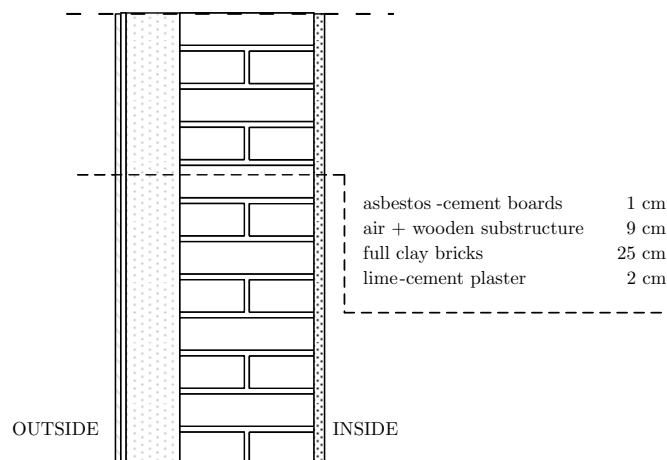 asbestos -cement boards 1 cm
air + wooden substructure 9 cm
full clay bricks 25 cm
lime-cement plaster 2 cm
OUTSIDE INSIDE